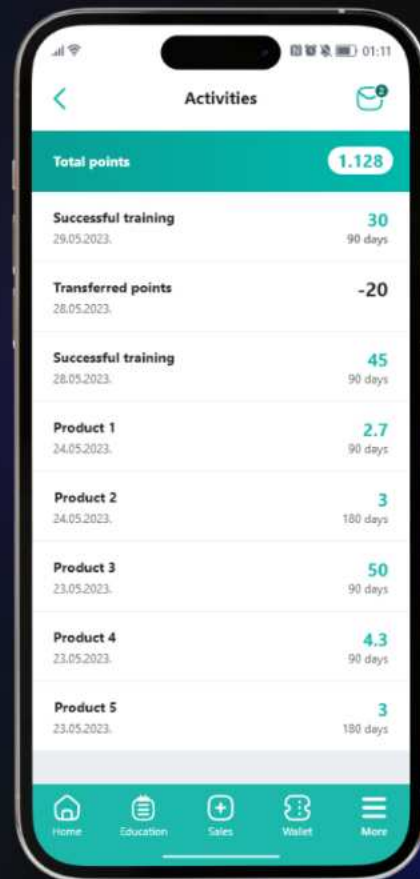 01:11
Activities
2
Total points
1.128
Successful training
30
29.05.2023.
90 days
Transferred points
-20
28.05.2023.
Successful training
45
28.05.2023.
90 days
Product 1
2.7
24.05.2023.
90 days
Product 2
3
24.05.2023.
180 days
Product 3
50
23.05.2023.
90 days
Product 4
4.3
23.05.2023.
90 days
Product 5
3
23.05.2023.
180 days
Home
Education
Sales
Wallet
More